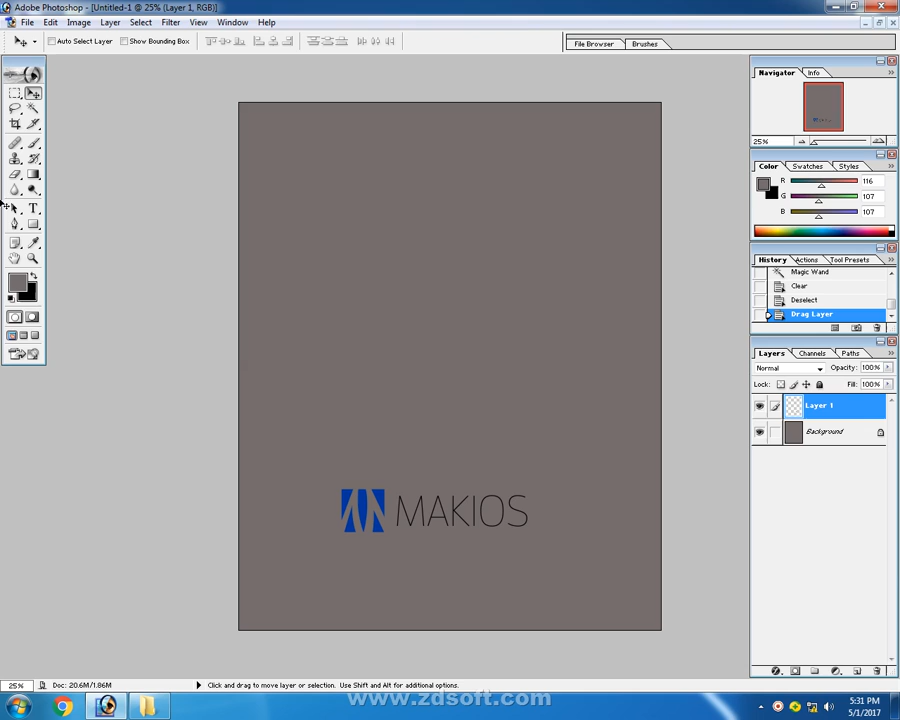 Adobe Photoshop - [Untitled-1 @ 25% (Layer 1, RGB)]
File Edit Image Layer Select Filter View Window Help
Auto Select Layer Show Bounding Box
File Browser Brushes
Navigator Info
25%
Color Swatches Styles
R 116
G 107
B 107
History Actions Tool Presets
Magic Wand
Clear
Deselect
Drag Layer
Layers Channels Paths
Normal Opacity: 100%
Lock: Fill: 100%
Layer 1
Background
MAKIOS
25% Doc: 20.6M/1.86M Click and drag to move layer or selection. Use Shift and Alt for additional options.
www.zdsoft.com
5:31 PM
5/1/2017